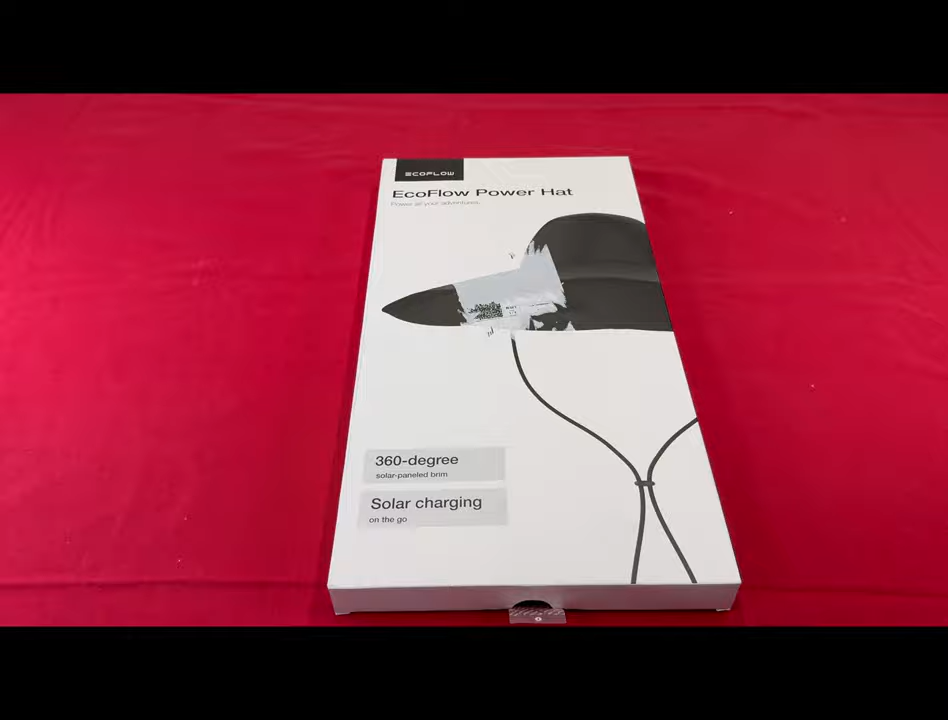 ECOFLOW
EcoFlow Power Hat
Power all your adventures.
360-degree
solar-paneled brim
Solar charging
on the go